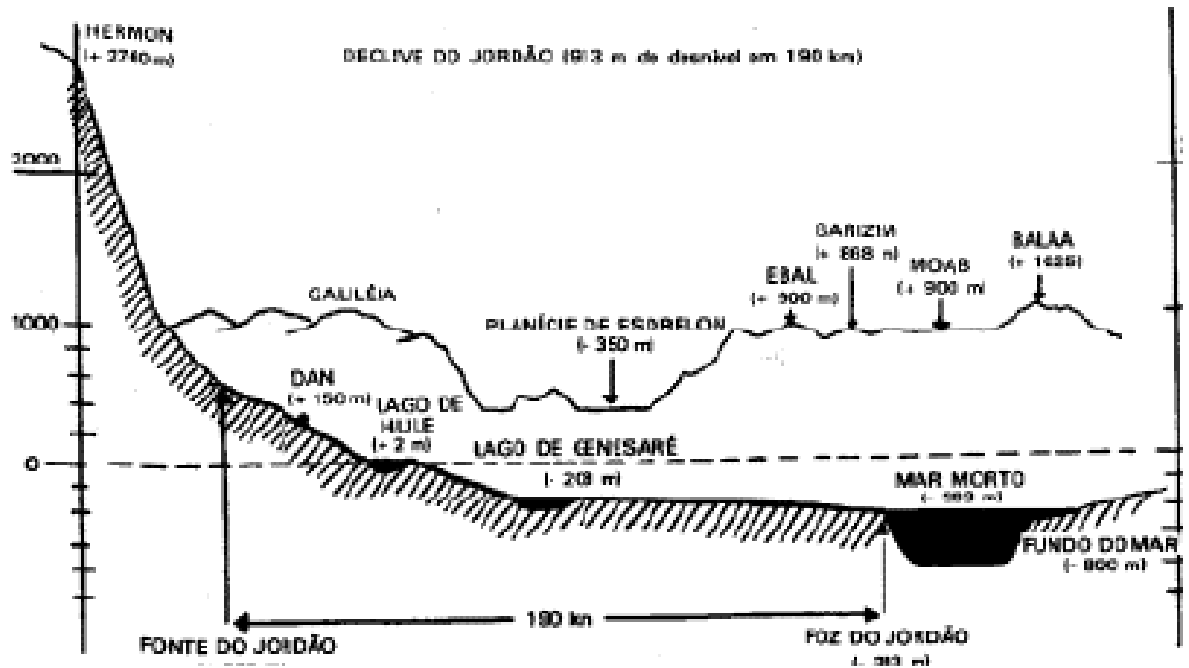 HERMON
(+ 2760 m)
DECLIVE DO JORDÃO (913 m de desnível em 190 km)
2000
GARIZIM
(+ 868 m)
BALAA
EBAL
(+ 900 m)
MOAB
(+ 900 m)
GALILÉIA
1000
PLANÍCIE DE ESDRELON
(- 350 m)
DAN
(+ 150 m)
LAGO DE
HULE
(+ 2 m)
0
LAGO DE GENESARÉ
MAR MORTO
FUNDO DO MAR
(- 800 m)
190 km
FONTE DO JORDÃO
FOZ DO JORDÃO